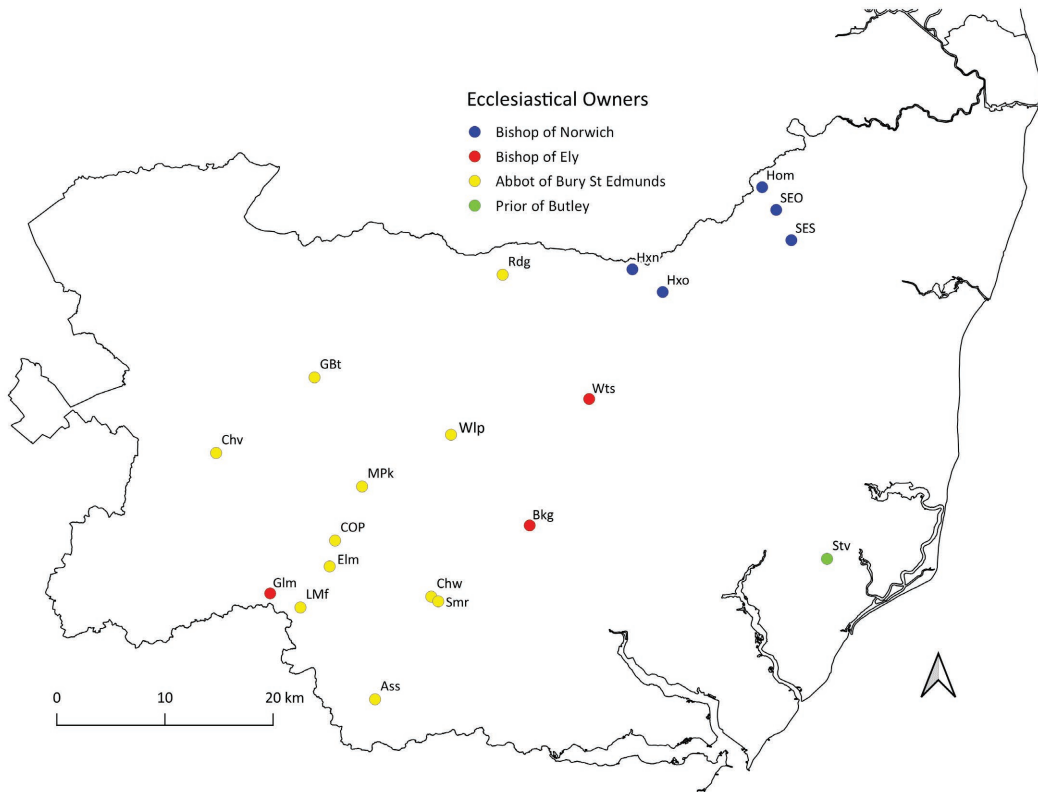 Ecclesiastical Owners
Bishop of Norwich
Bishop of Ely
Abbot of Bury St Edmunds
Prior of Butley
Hom
SEO
SES
Hxn
Hxo
Rdg
GBt
Wts
Wlp
Chv
MPk
Bkg
COP
Stv
Elm
Glm
LMf
Chw
Smr
Ass
0 10 20 km